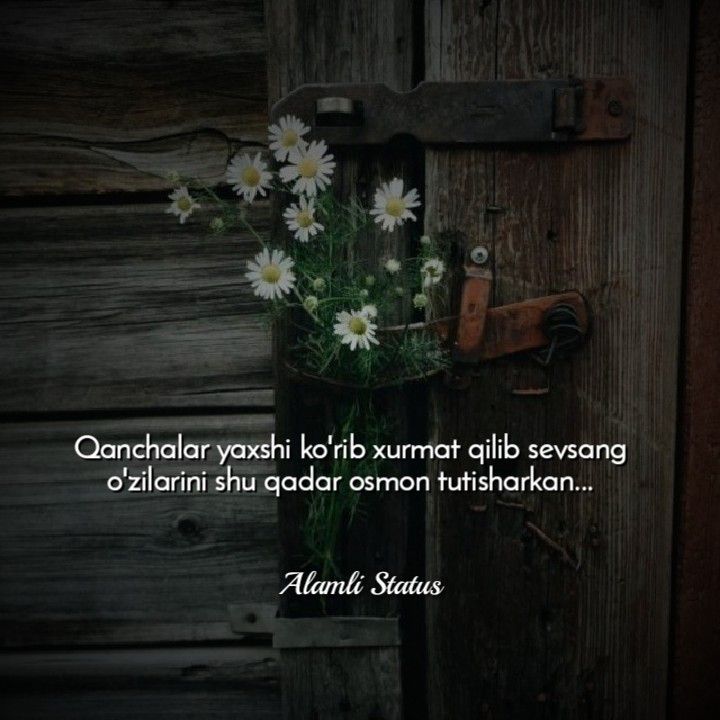 Qanchalar yaxshi ko'rib xurmat qilib sevsang
o'zilarini shu qadar osmon tutisharkan...
Alamli Status